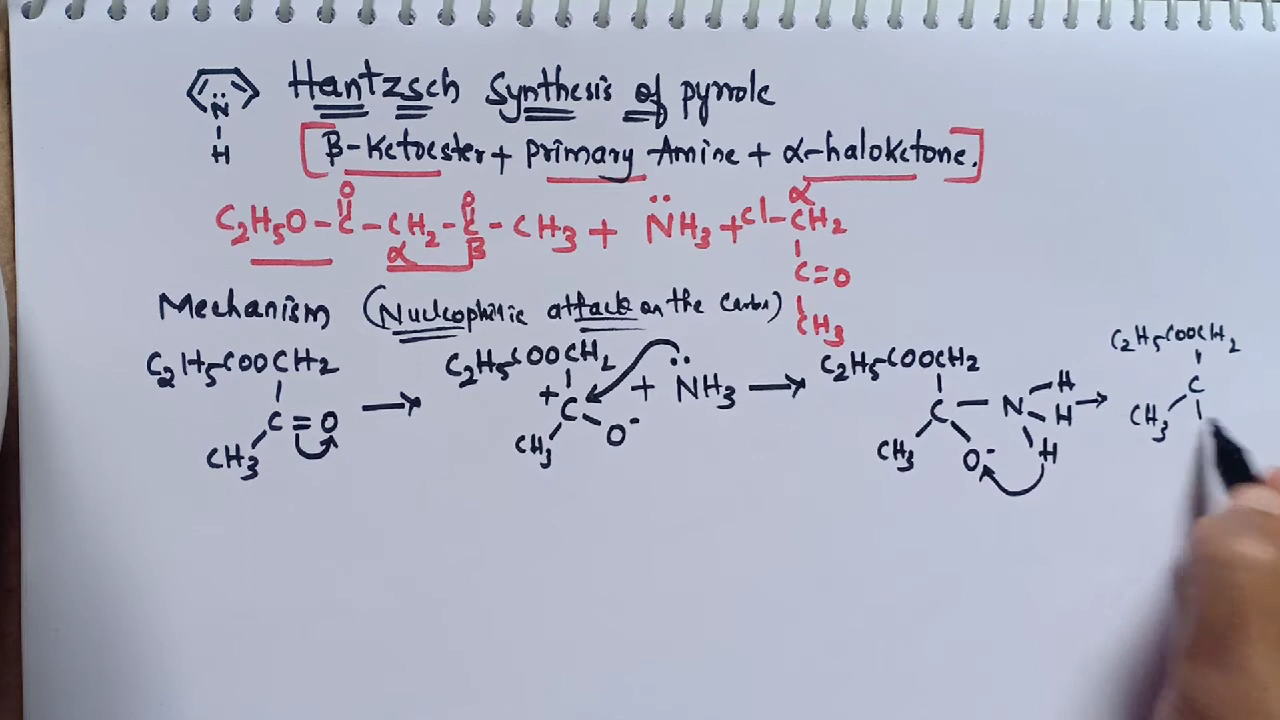 Hantzsch Synthesis of pyrrole
N
H
[β-Ketoester + primary Amine + α-haloketone.]
C2H5O-C-CH2-C-CH3 + NH3 + Cl-CH2
O O α
α β
C=O
CH3
Mechanism (Nucleophilic attack on the Carbon)
C2H5COOCH2 C2H5COOCH2 C2H5COOCH2 C2H5COOCH2
C=O → + C O- + NH3 → C - N H H H → C
CH3 CH3 CH3 O- CH3